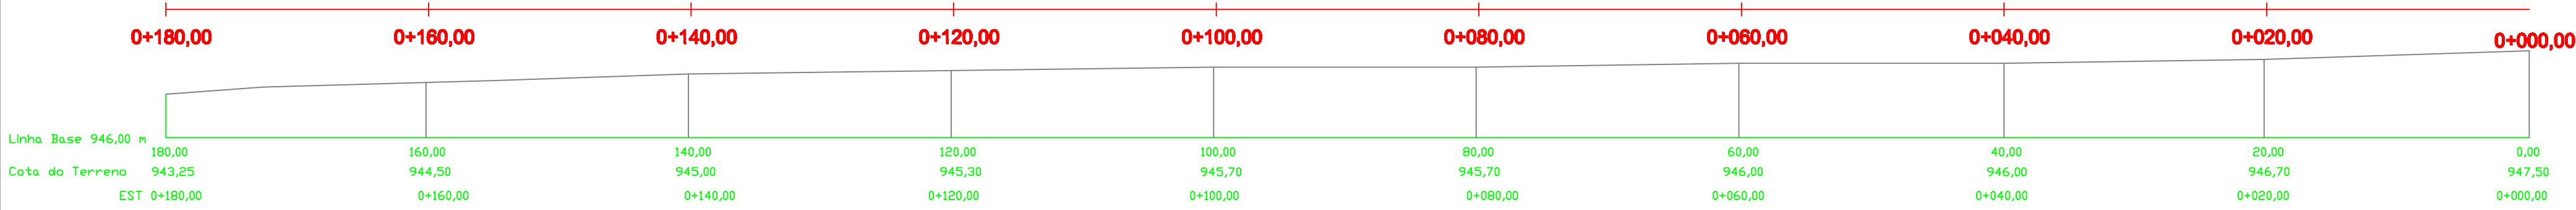 0+180,00 0+160,00 0+140,00 0+120,00 0+100,00 0+080,00 0+060,00 0+040,00 0+020,00 0+000,00
Linha Base 946,00 m
180,00 160,00 140,00 120,00 100,00 80,00 60,00 40,00 20,00 0,00
Cota do Terreno 943,25 944,50 945,00 945,30 945,70 945,70 946,00 946,00 946,70 947,50
EST 0+180,00 0+160,00 0+140,00 0+120,00 0+100,00 0+080,00 0+060,00 0+040,00 0+020,00 0+000,00